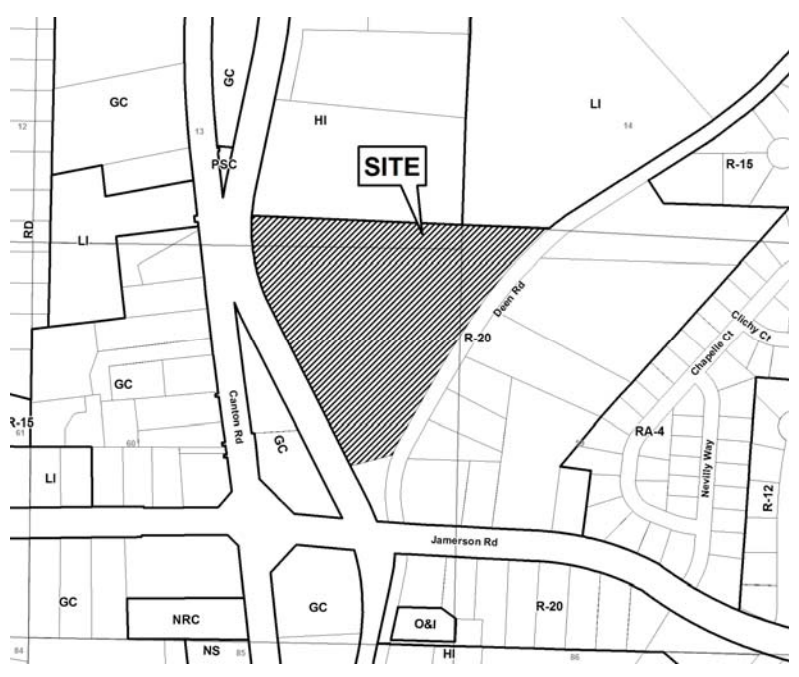 GC
GC
LI
12
13
HI
14
PSC
R-15
SITE
RD
LI
Deen Rd
Clichy Ct
R-20
Chapelle Ct
GC
Canton Rd
R-15
61
60
GC
RA-4
LI
Nevilly Way
R-12
Jamerson Rd
GC
NRC
GC
O&I
R-20
84
NS
85
HI
86